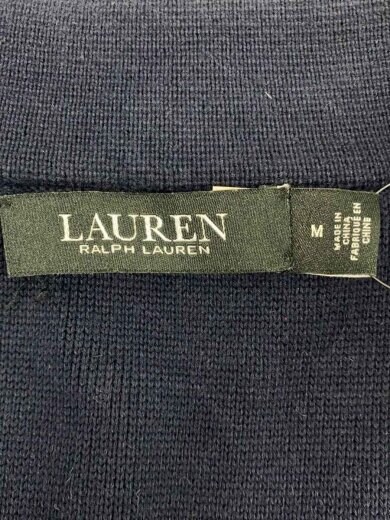 LAUREN
RALPH LAUREN
M
MADE IN
CHINA
FABRIQUÉ EN
CHINE